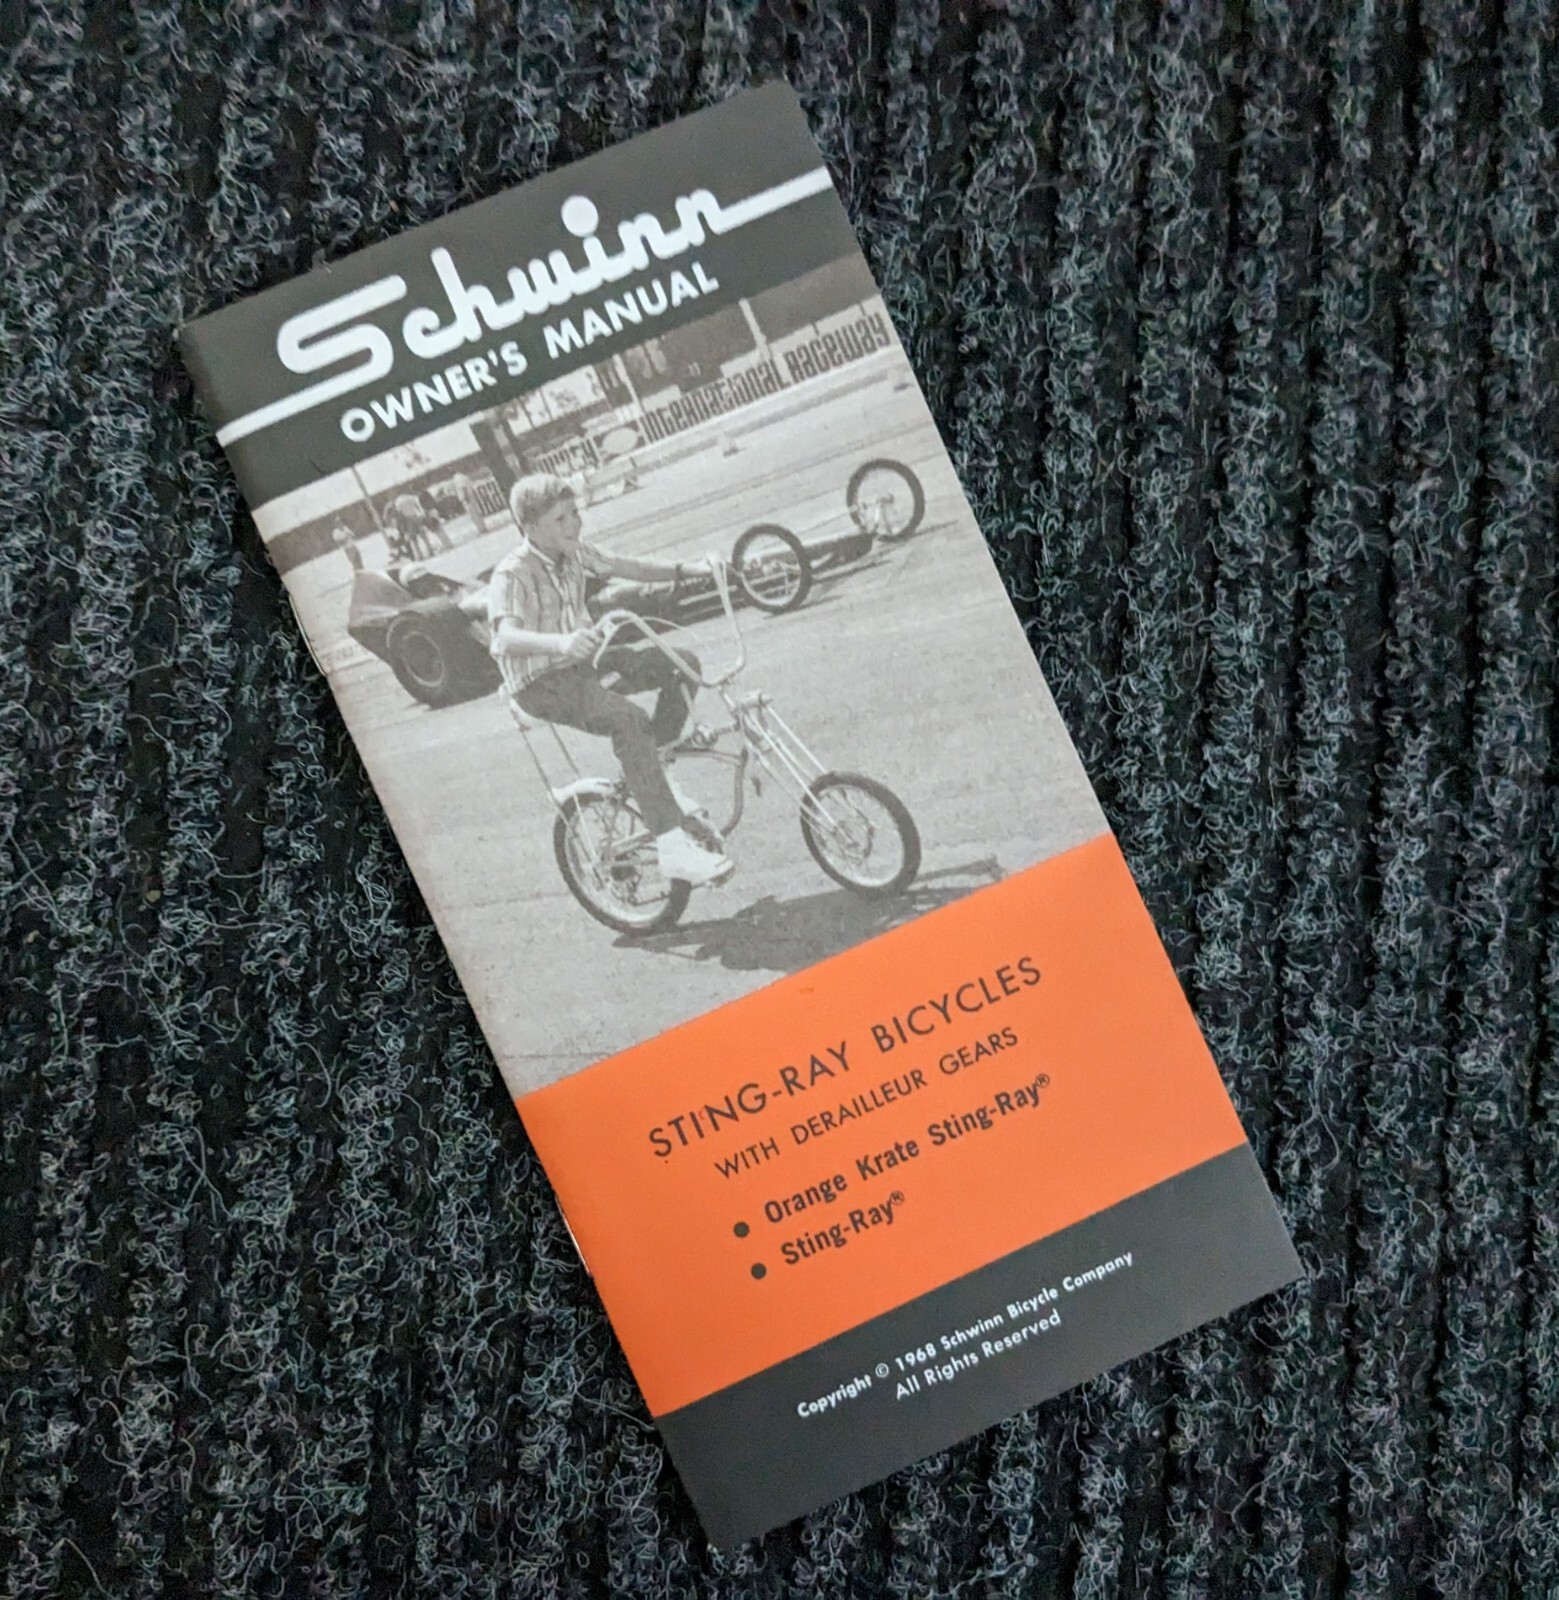 Schwinn
OWNER'S MANUAL
International Raceway
STING-RAY BICYCLES
WITH DERAILLEUR GEARS
• Orange Krate Sting-Ray®
• Sting-Ray®
Copyright © 1968 Schwinn Bicycle Company
All Rights Reserved